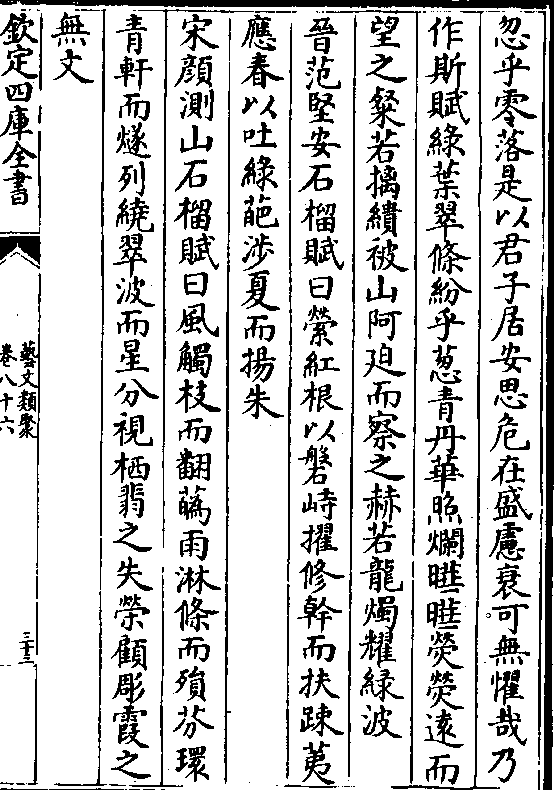 忽乎零落是以君子居安思危在盛慮衰可無懼哉乃
作斯賦綠葉翠條紛乎葱青丹華照爛曄曄熒熒遠而
望之粲若摛繢被山阿廹而察之赫若龍燭耀綠波
晉范堅安石榴賦曰縈紅根以磐峙擢修幹而扶踈荑
應春以吐綠葩渉夏而揚朱
宋顔測山石榴賦曰風觸枝而翻蘤雨淋條而殞芬環
青軒而燧列繞翠波而星分視栖翡之失榮顧彫霞之
無文
欽定四庫全書
藝文類聚
卷八十六
三十三